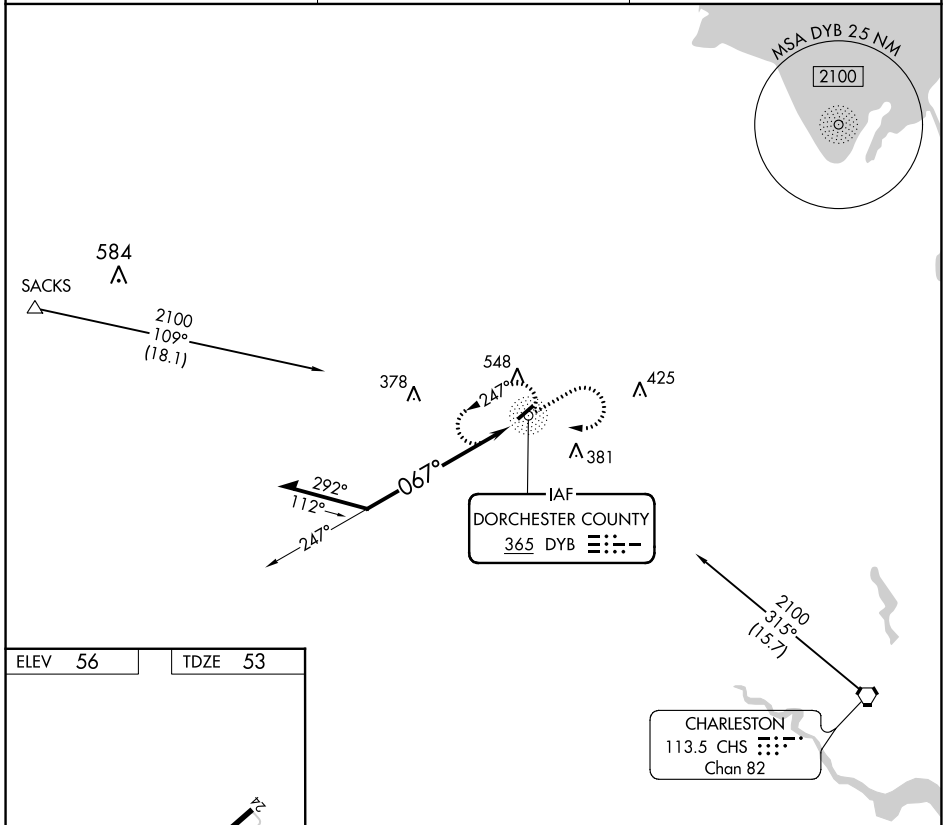 MSA DYB 25 NM
2100
584
SACKS
2100
109°
(18.1)
378
548
425
247°
381
067°
292°
112°
247°
IAF
DORCHESTER COUNTY
365 DYB
2100
315°
(15.7)
ELEV 56
TDZE 53
CHARLESTON
113.5 CHS
Chan 82
24